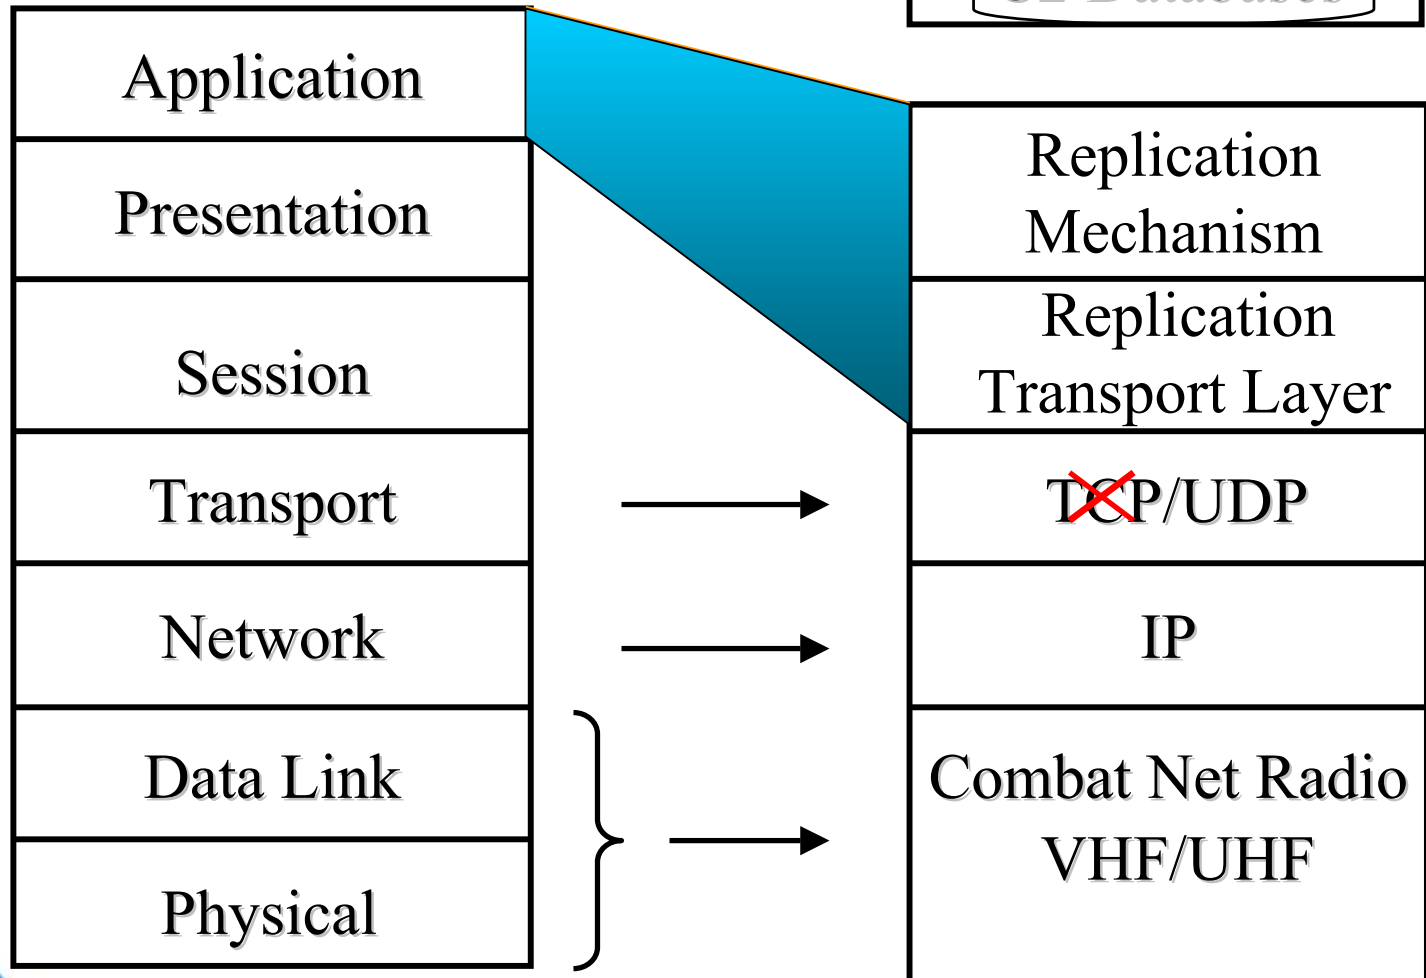 Databases
Application
Presentation
Session
Transport
Network
Data Link
Physical
Replication
Mechanism
Replication
Transport Layer
TCP/UDP
IP
Combat Net Radio
VHF/UHF